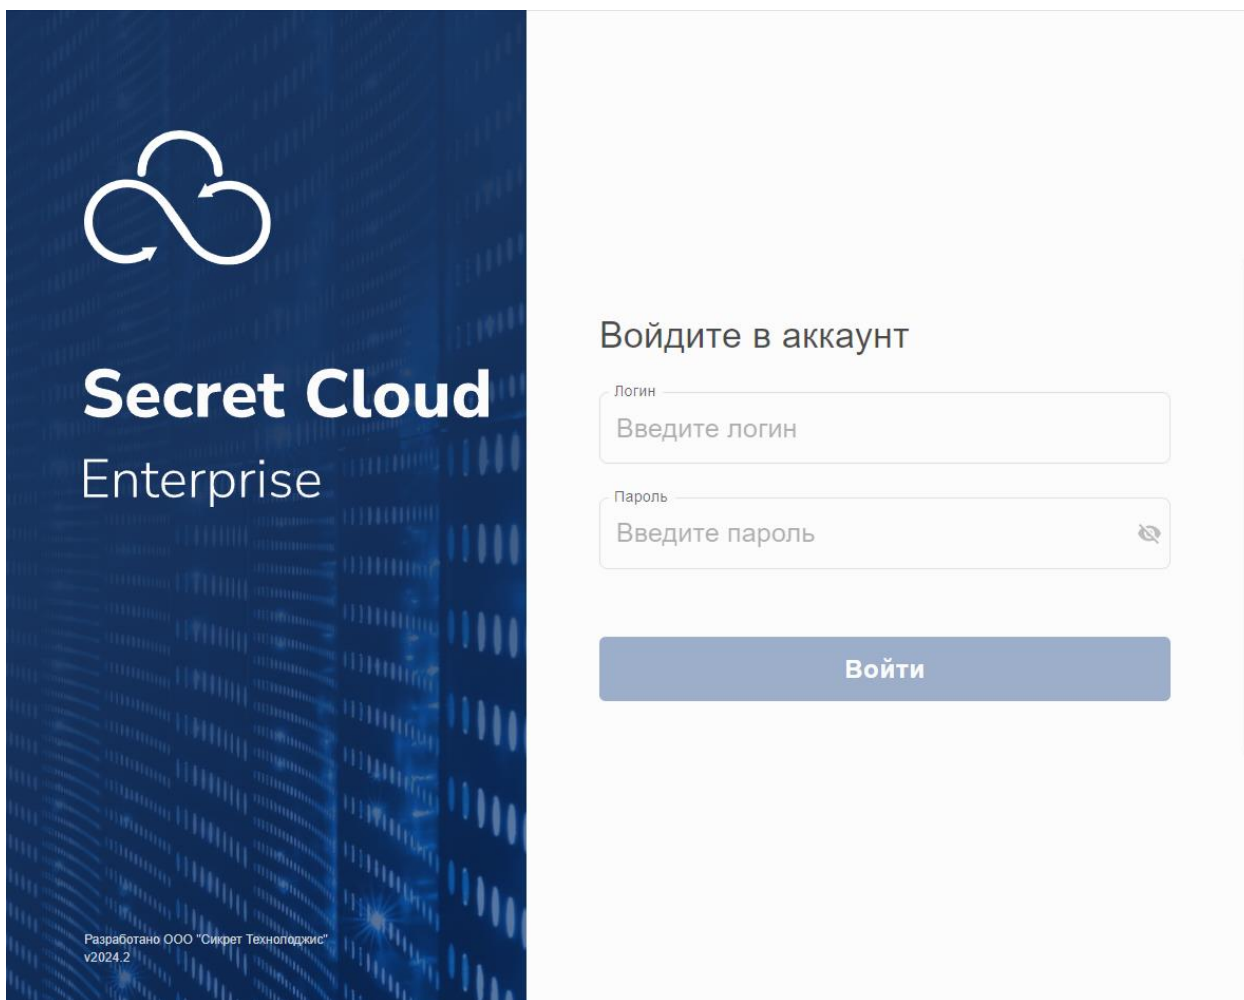 Secret Cloud
Enterprise
Разработано ООО "Сикрет Технолоджис"
v2024.2
Войдите в аккаунт
Логин
Введите логин
Пароль
Введите пароль
Войти